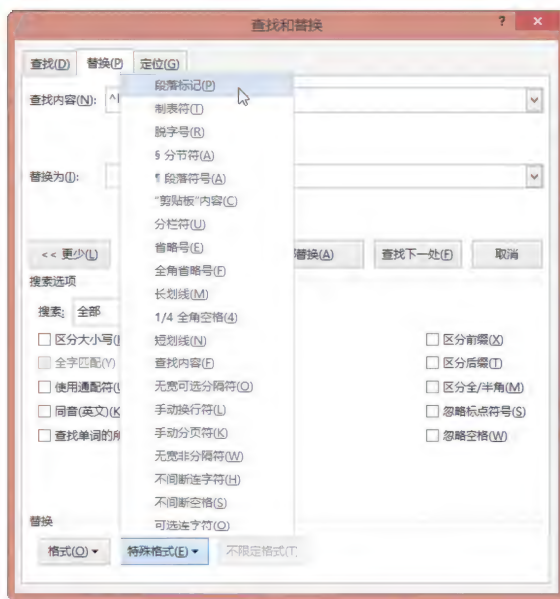 查找和替换
? ×
查找(D) 替换(P) 定位(G)
查找内容(N): ^l
替换为(I):
段落标记(P)
制表符(T)
脱字号(R)
§ 分节符(A)
¶ 段落符号(A)
“剪贴板”内容(C)
分栏符(U)
省略号(E)
全角省略号(F)
长划线(M)
1/4 全角空格(4)
短划线(N)
查找内容(F)
无宽可选分隔符(O)
手动换行符(L)
手动分页符(K)
无宽非分隔符(W)
不间断连字符(H)
不间断空格(S)
可选连字符(O)
<< 更少(L) 替换(A) 查找下一处(F) 取消
搜索选项
搜索: 全部
区分大小写
全字匹配(Y)
使用通配符(
同音(英文)(K
查找单词的所
区分前缀(X)
区分后缀(T)
区分全/半角(M)
忽略标点符号(S)
忽略空格(W)
替换
格式(O) 特殊格式(E) 不限定格式(T)